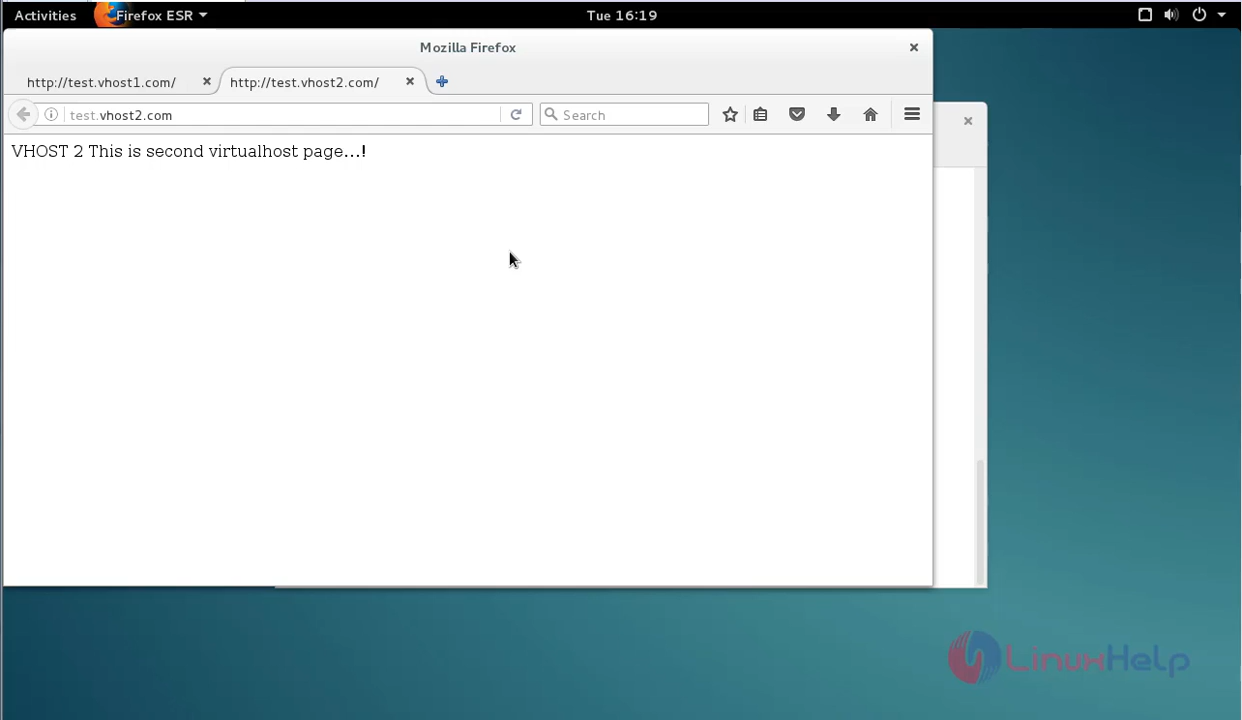 Activities Firefox ESR Tue 16:19
Mozilla Firefox
http://test.vhost1.com/ http://test.vhost2.com/
test.vhost2.com Search
VHOST 2 This is second virtualhost page...!
LinuxHelp